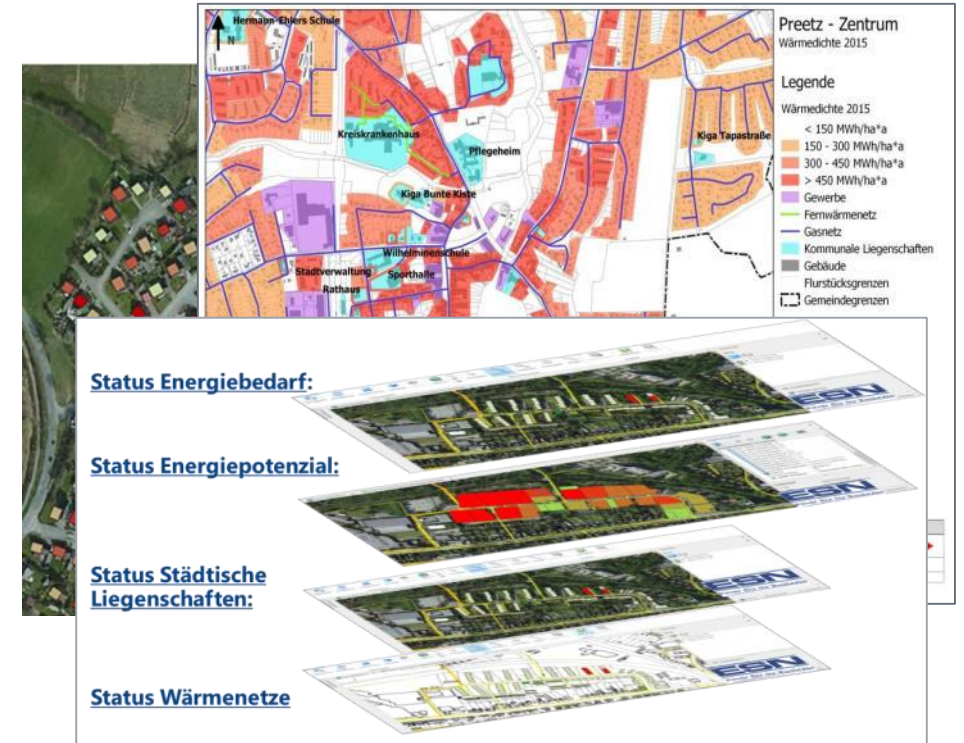 Preetz - Zentrum
Wärmedichte 2015
Legende
Wärmedichte 2015
< 150 MWh/ha*a
150 - 300 MWh/ha*a
300 - 450 MWh/ha*a
> 450 MWh/ha*a
Gewerbe
Fernwärmenetz
Gasnetz
Kommunale Liegenschaften
Gebäude
Flurstücksgrenzen
Gemeindegrenzen
Hermann-Ehlers Schule
N
Kreiskrankenhaus
Pflegeheim
Kiga Tapastraße
Kiga Bunte Kiste
Wilhelminenschule
Stadtverwaltung
Sporthalle
Rathaus
Status Energiebedarf:
ESN
Status Energiepotenzial:
ESN
Status Städtische
Liegenschaften:
ESN
Status Wärmenetze
ESN